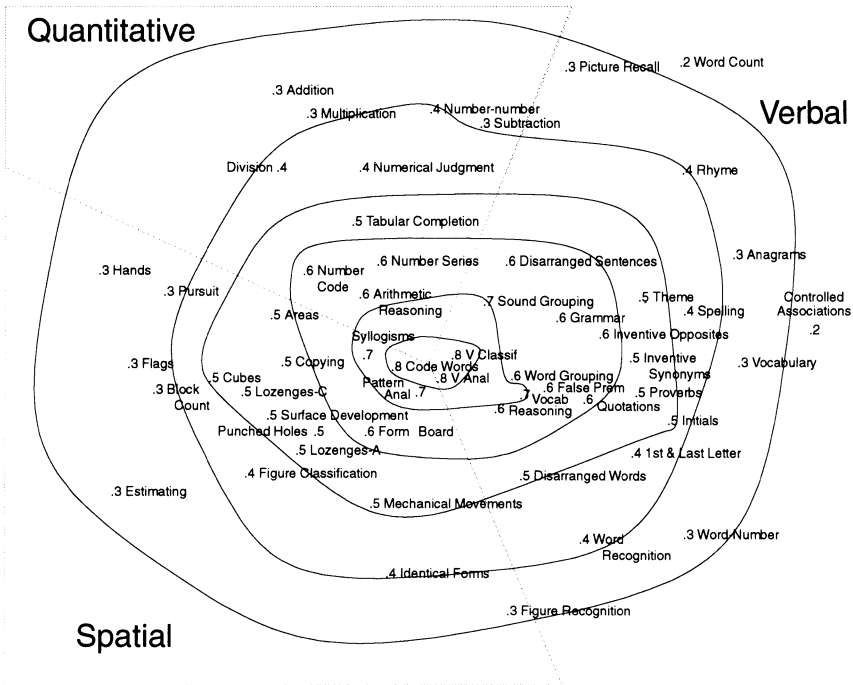 Quantitative
.3 Picture Recall
.2 Word Count
Verbal
.3 Addition
.3 Multiplication
.4 Number-number
.3 Subtraction
Division .4
.4 Numerical Judgment
.4 Rhyme
.5 Tabular Completion
.3 Hands
.6 Number
Code
.6 Number Series
.6 Disarranged Sentences
.3 Anagrams
.3 Pursuit
.6 Arithmetic
Reasoning
.7 Sound Grouping
.5 Theme
.4 Spelling
Controlled
Associations
.2
.5 Areas
.6 Grammar
Syllogisms
.7
.6 Inventive Opposites
.3 Flags
.5 Copying
.8 V Classif
.8 Code Words
.8 V Anal
.5 Inventive
Synonyms
.3 Vocabulary
.5 Cubes
.3 Block
Count
.5 Lozenges-C
Pattern
Anal .7
.6 Word Grouping
.6 False Prem
.7 Vocab
.6 Reasoning
.6
Quotations
.5 Proverbs
.5 Surface Development
Punched Holes .5
.6 Form Board
.5 Initials
.5 Lozenges-A
.4 1st & Last Letter
.4 Figure Classification
.5 Disarranged Words
.3 Estimating
.5 Mechanical Movements
.4 Word
Recognition
.3 Word-Number
.4 Identical Forms
.3 Figure Recognition
Spatial